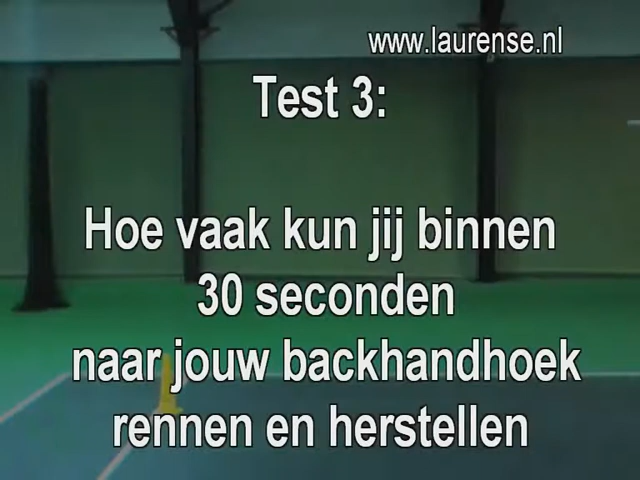 www.laurense.nl
Test 3:
Hoe vaak kun jij binnen
30 seconden
naar jouw backhandhoek
rennen en herstellen